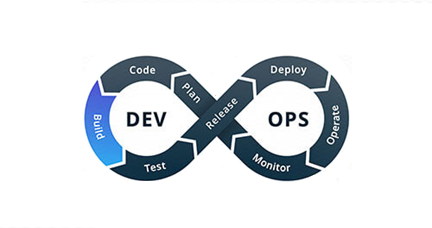 Code
Plan
Build
DEV
Test
Release
Deploy
OPS
Operate
Monitor